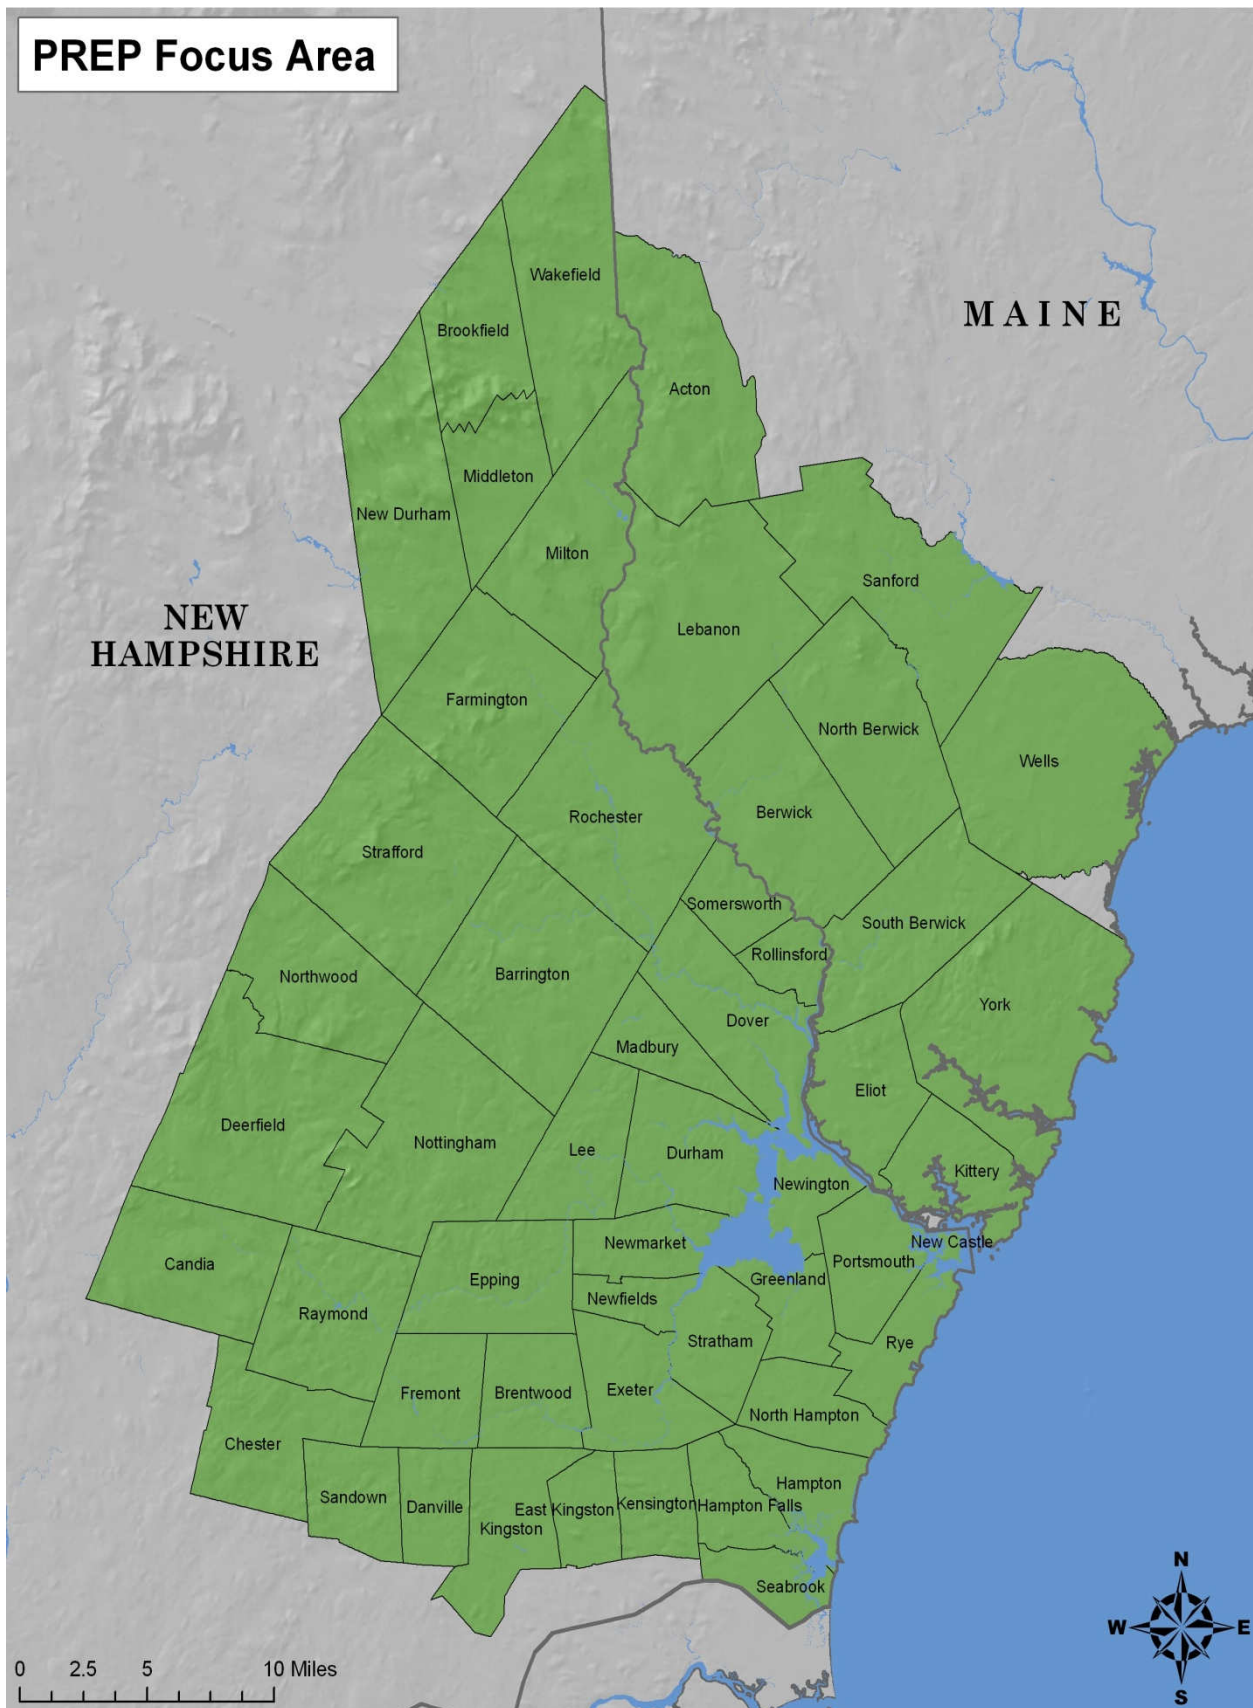 PREP Focus Area
Wakefield
MAINE
Brookfield
Acton
Middleton
New Durham
Milton
Sanford
NEW
HAMPSHIRE
Lebanon
Farmington
North Berwick
Wells
Rochester
Berwick
Strafford
Somersworth
South Berwick
Rollinsford
Northwood
Barrington
York
Dover
Madbury
Eliot
Deerfield
Nottingham
Lee
Durham
Kittery
Newington
New Castle
Newmarket
Candia
Portsmouth
Epping
Greenland
Newfields
Raymond
Stratham
Rye
Fremont
Brentwood
Exeter
North Hampton
Chester
Hampton
Sandown
Danville
East Kingston
Kensington
Hampton Falls
Kingston
Seabrook
N
W E
S
0 2.5 5 10 Miles